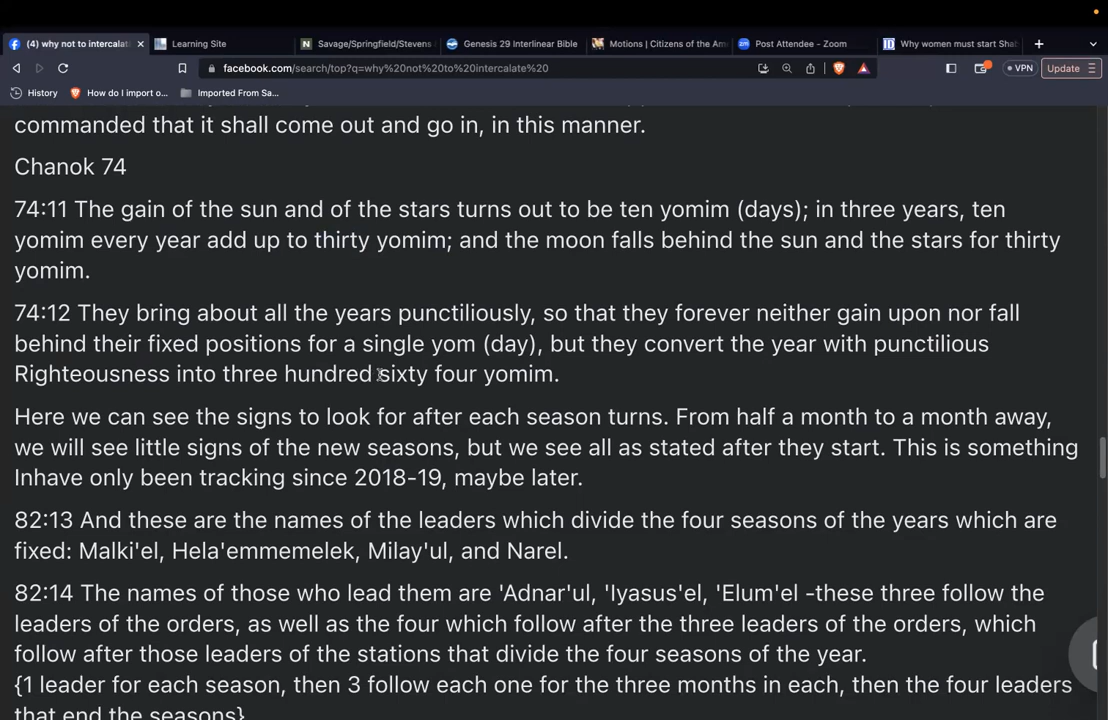 (4) why not to intercalat
Learning Site
Savage/Springfield/Stevens
Genesis 29 Interlinear Bible
Motions | Citizens of the Am
Post Attendee - Zoom
Why women must start Shab
facebook.com/search/top?q=why%20not%20to%20intercalate%20
VPN
Update
History
How do I import o...
Imported From Sa...
commanded that it shall come out and go in, in this manner.
Chanok 74
74:11 The gain of the sun and of the stars turns out to be ten yomim (days); in three years, ten
yomim every year add up to thirty yomim; and the moon falls behind the sun and the stars for thirty
yomim.
74:12 They bring about all the years punctiliously, so that they forever neither gain upon nor fall
behind their fixed positions for a single yom (day), but they convert the year with punctilious
Righteousness into three hundred sixty four yomim.
Here we can see the signs to look for after each season turns. From half a month to a month away,
we will see little signs of the new seasons, but we see all as stated after they start. This is something
Inhave only been tracking since 2018-19, maybe later.
82:13 And these are the names of the leaders which divide the four seasons of the years which are
fixed: Malki'el, Hela'emmemelek, Milay'ul, and Narel.
82:14 The names of those who lead them are 'Adnar'ul, 'Iyasus'el, 'Elum'el -these three follow the
leaders of the orders, as well as the four which follow after the three leaders of the orders, which
follow after those leaders of the stations that divide the four seasons of the year.
{1 leader for each season, then 3 follow each one for the three months in each, then the four leaders
that end the seasons}